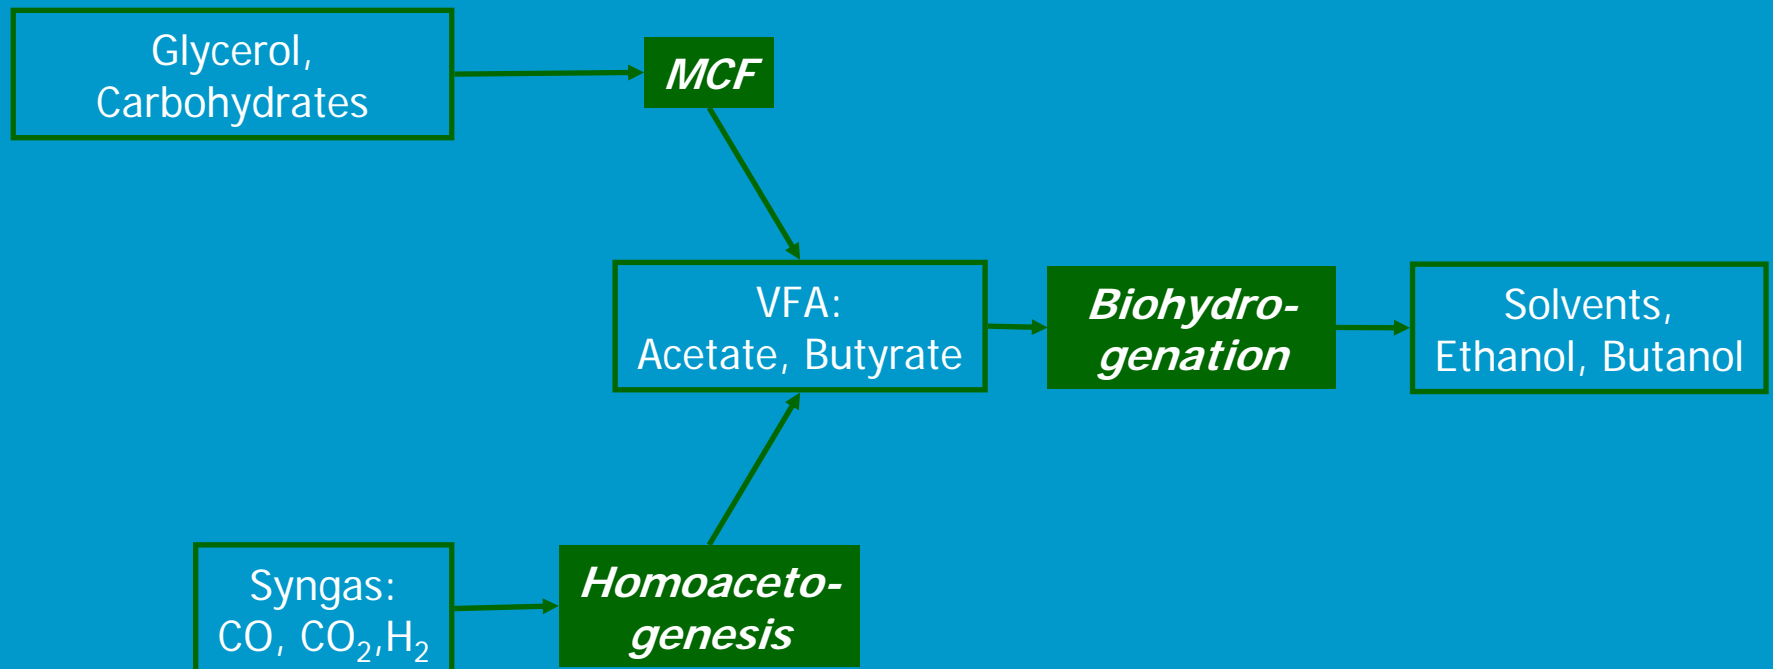 Glycerol,
Carbohydrates
MCF
VFA:
Acetate, Butyrate
Biohydro-
genation
Solvents,
Ethanol, Butanol
Syngas:
CO, CO₂,H₂
Homoaceto-
genesis